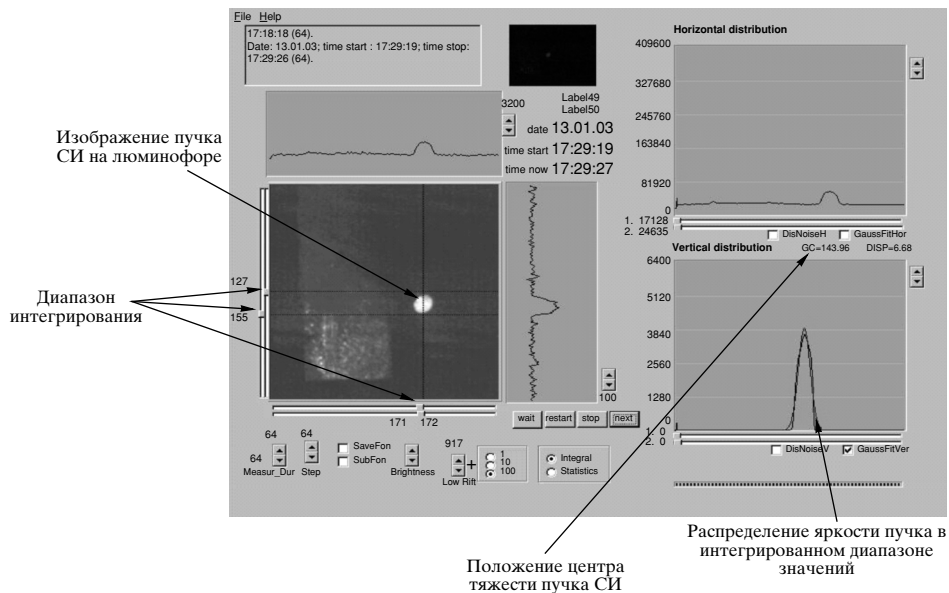 File Help
17:18:18 (64).
Date: 13.01.03; time start : 17:29:19; time stop:
17:29:26 (64).
3200
Label49
Label50
date 13.01.03
time start 17:29:19
time now 17:29:27
Изображение пучка
СИ на люминофоре
Диапазон
интегрирования
127
155
171 172
100
wait restart stop next
64
64
Measur_Dur
64
Step
SaveFon
SubFon
Brightness
917
+
Low Rift
1
10
100
Integral
Statistics
Horizontal distribution
409600
327680
245760
163840
81920
0
1. 17128
2. 24635
DisNoiseH GaussFitHor
Vertical distribution GC=143.96 DISP=6.68
6400
5120
3840
2560
1280
1. 0
2. 0
DisNoiseV GaussFitVer
Положение центра
тяжести пучка СИ
Распределение яркости пучка в
интегрированном диапазоне
значений